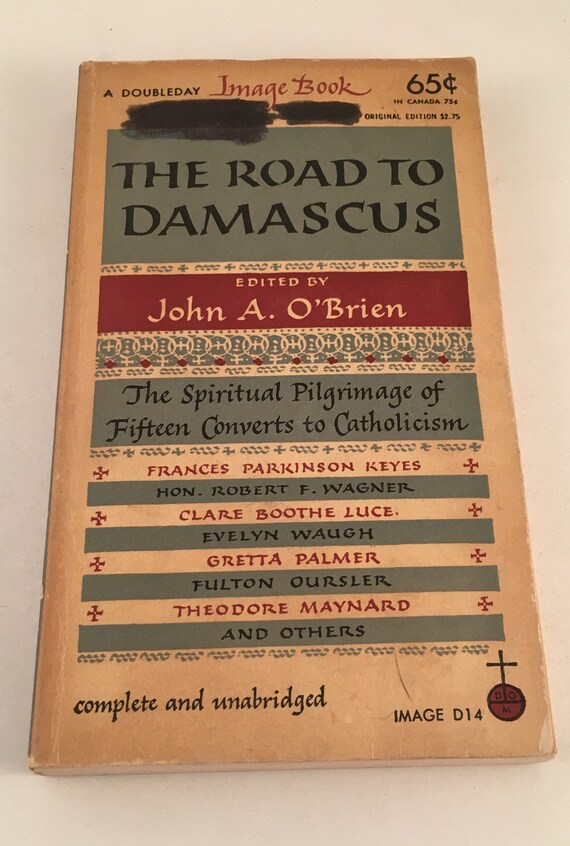 A DOUBLEDAY Image Book 65¢
IN CANADA 75¢
ORIGINAL EDITION $2.75
THE ROAD TO
DAMASCUS
EDITED BY
John A. O'Brien
The Spiritual Pilgrimage of
Fifteen Converts to Catholicism
FRANCES PARKINSON KEYES
HON. ROBERT F. WAGNER
CLARE BOOTHE LUCE.
EVELYN WAUGH
GRETTA PALMER
FULTON OURSLER
THEODORE MAYNARD
AND OTHERS
complete and unabridged
IMAGE D14
D O
M